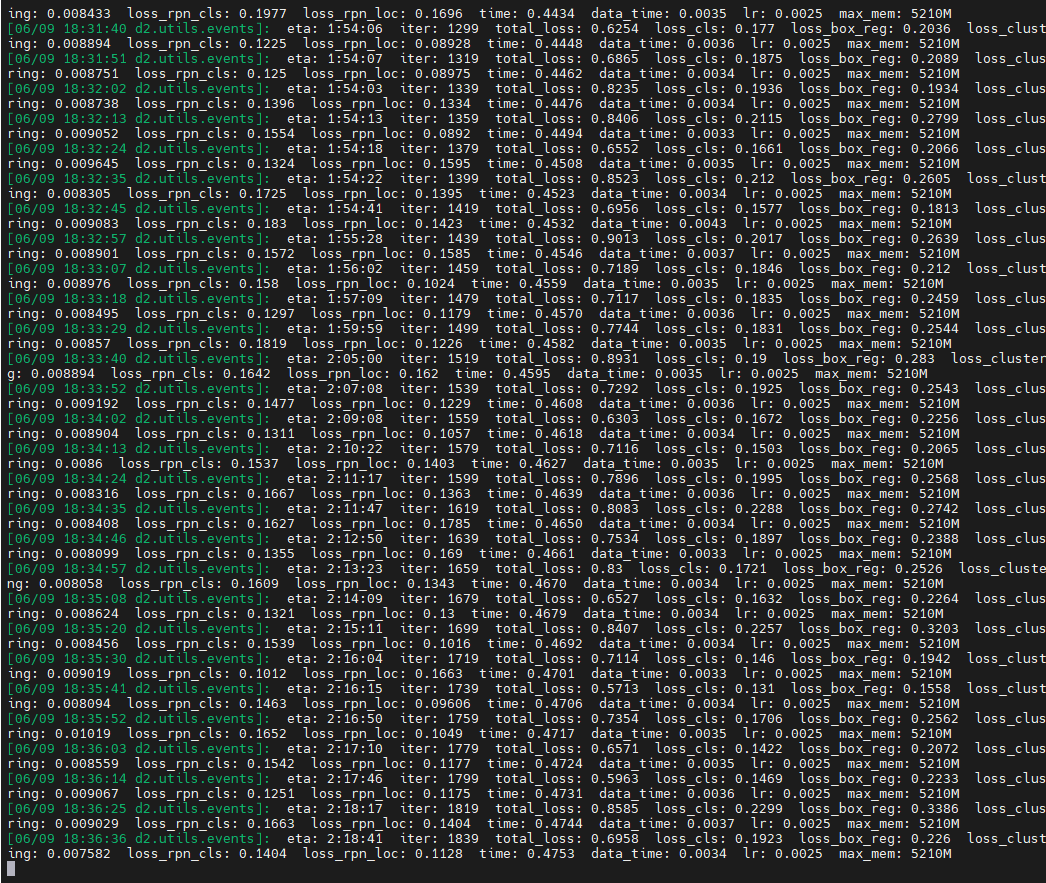 ing: 0.008433  loss_rpn_cls: 0.1977  loss_rpn_loc: 0.1696  time: 0.4434  data_time: 0.0035  lr: 0.0025  max_mem: 5210M
[06/09 18:31:40 d2.utils.events]:  eta: 1:54:06  iter: 1299  total_loss: 0.6254  loss_cls: 0.177  loss_box_reg: 0.2036  loss_clust
ing: 0.008894  loss_rpn_cls: 0.1225  loss_rpn_loc: 0.08928  time: 0.4448  data_time: 0.0036  lr: 0.0025  max_mem: 5210M
[06/09 18:31:51 d2.utils.events]:  eta: 1:54:07  iter: 1319  total_loss: 0.6865  loss_cls: 0.1875  loss_box_reg: 0.2089  loss_clus
ring: 0.008751  loss_rpn_cls: 0.125  loss_rpn_loc: 0.08975  time: 0.4462  data_time: 0.0034  lr: 0.0025  max_mem: 5210M
[06/09 18:32:02 d2.utils.events]:  eta: 1:54:03  iter: 1339  total_loss: 0.8235  loss_cls: 0.1936  loss_box_reg: 0.1934  loss_clus
ring: 0.008738  loss_rpn_cls: 0.1396  loss_rpn_loc: 0.1334  time: 0.4476  data_time: 0.0034  lr: 0.0025  max_mem: 5210M
[06/09 18:32:13 d2.utils.events]:  eta: 1:54:13  iter: 1359  total_loss: 0.8406  loss_cls: 0.2115  loss_box_reg: 0.2799  loss_clus
ring: 0.009052  loss_rpn_cls: 0.1554  loss_rpn_loc: 0.0892  time: 0.4494  data_time: 0.0033  lr: 0.0025  max_mem: 5210M
[06/09 18:32:24 d2.utils.events]:  eta: 1:54:18  iter: 1379  total_loss: 0.6552  loss_cls: 0.1661  loss_box_reg: 0.2066  loss_clus
ring: 0.009645  loss_rpn_cls: 0.1324  loss_rpn_loc: 0.1595  time: 0.4508  data_time: 0.0035  lr: 0.0025  max_mem: 5210M
[06/09 18:32:35 d2.utils.events]:  eta: 1:54:22  iter: 1399  total_loss: 0.8523  loss_cls: 0.212  loss_box_reg: 0.2605  loss_clust
ing: 0.008305  loss_rpn_cls: 0.1725  loss_rpn_loc: 0.1395  time: 0.4523  data_time: 0.0034  lr: 0.0025  max_mem: 5210M
[06/09 18:32:45 d2.utils.events]:  eta: 1:54:41  iter: 1419  total_loss: 0.6956  loss_cls: 0.1577  loss_box_reg: 0.1813  loss_clus
ring: 0.009083  loss_rpn_cls: 0.183  loss_rpn_loc: 0.1423  time: 0.4532  data_time: 0.0043  lr: 0.0025  max_mem: 5210M
[06/09 18:32:57 d2.utils.events]:  eta: 1:55:28  iter: 1439  total_loss: 0.9013  loss_cls: 0.2017  loss_box_reg: 0.2639  loss_clus
ring: 0.008901  loss_rpn_cls: 0.1572  loss_rpn_loc: 0.1585  time: 0.4546  data_time: 0.0037  lr: 0.0025  max_mem: 5210M
[06/09 18:33:07 d2.utils.events]:  eta: 1:56:02  iter: 1459  total_loss: 0.7189  loss_cls: 0.1846  loss_box_reg: 0.212  loss_clust
ing: 0.008976  loss_rpn_cls: 0.158  loss_rpn_loc: 0.1024  time: 0.4559  data_time: 0.0035  lr: 0.0025  max_mem: 5210M
[06/09 18:33:18 d2.utils.events]:  eta: 1:57:09  iter: 1479  total_loss: 0.7117  loss_cls: 0.1835  loss_box_reg: 0.2459  loss_clus
ring: 0.008495  loss_rpn_cls: 0.1297  loss_rpn_loc: 0.1179  time: 0.4570  data_time: 0.0036  lr: 0.0025  max_mem: 5210M
[06/09 18:33:29 d2.utils.events]:  eta: 1:59:59  iter: 1499  total_loss: 0.7744  loss_cls: 0.1831  loss_box_reg: 0.2544  loss_clus
ring: 0.00857  loss_rpn_cls: 0.1819  loss_rpn_loc: 0.1226  time: 0.4582  data_time: 0.0035  lr: 0.0025  max_mem: 5210M
[06/09 18:33:40 d2.utils.events]:  eta: 2:05:00  iter: 1519  total_loss: 0.8931  loss_cls: 0.19  loss_box_reg: 0.283  loss_cluster
g: 0.008894  loss_rpn_cls: 0.1642  loss_rpn_loc: 0.162  time: 0.4595  data_time: 0.0035  lr: 0.0025  max_mem: 5210M
[06/09 18:33:52 d2.utils.events]:  eta: 2:07:08  iter: 1539  total_loss: 0.7292  loss_cls: 0.1925  loss_box_reg: 0.2543  loss_clus
ring: 0.009192  loss_rpn_cls: 0.1477  loss_rpn_loc: 0.1229  time: 0.4608  data_time: 0.0036  lr: 0.0025  max_mem: 5210M
[06/09 18:34:02 d2.utils.events]:  eta: 2:09:08  iter: 1559  total_loss: 0.6303  loss_cls: 0.1672  loss_box_reg: 0.2256  loss_clus
ring: 0.008904  loss_rpn_cls: 0.1311  loss_rpn_loc: 0.1057  time: 0.4618  data_time: 0.0034  lr: 0.0025  max_mem: 5210M
[06/09 18:34:13 d2.utils.events]:  eta: 2:10:22  iter: 1579  total_loss: 0.7116  loss_cls: 0.1503  loss_box_reg: 0.2065  loss_clus
ring: 0.0086  loss_rpn_cls: 0.1537  loss_rpn_loc: 0.1403  time: 0.4627  data_time: 0.0035  lr: 0.0025  max_mem: 5210M
[06/09 18:34:24 d2.utils.events]:  eta: 2:11:17  iter: 1599  total_loss: 0.7896  loss_cls: 0.1995  loss_box_reg: 0.2568  loss_clus
ring: 0.008316  loss_rpn_cls: 0.1667  loss_rpn_loc: 0.1363  time: 0.4639  data_time: 0.0036  lr: 0.0025  max_mem: 5210M
[06/09 18:34:35 d2.utils.events]:  eta: 2:11:47  iter: 1619  total_loss: 0.8083  loss_cls: 0.2288  loss_box_reg: 0.2742  loss_clus
ring: 0.008408  loss_rpn_cls: 0.1627  loss_rpn_loc: 0.1785  time: 0.4650  data_time: 0.0034  lr: 0.0025  max_mem: 5210M
[06/09 18:34:46 d2.utils.events]:  eta: 2:12:50  iter: 1639  total_loss: 0.7534  loss_cls: 0.1897  loss_box_reg: 0.2388  loss_clus
ring: 0.008099  loss_rpn_cls: 0.1355  loss_rpn_loc: 0.169  time: 0.4661  data_time: 0.0033  lr: 0.0025  max_mem: 5210M
[06/09 18:34:57 d2.utils.events]:  eta: 2:13:23  iter: 1659  total_loss: 0.83  loss_cls: 0.1721  loss_box_reg: 0.2526  loss_cluste
ng: 0.008058  loss_rpn_cls: 0.1609  loss_rpn_loc: 0.1343  time: 0.4670  data_time: 0.0034  lr: 0.0025  max_mem: 5210M
[06/09 18:35:08 d2.utils.events]:  eta: 2:14:09  iter: 1679  total_loss: 0.6527  loss_cls: 0.1632  loss_box_reg: 0.2264  loss_clus
ring: 0.008624  loss_rpn_cls: 0.1321  loss_rpn_loc: 0.13  time: 0.4679  data_time: 0.0034  lr: 0.0025  max_mem: 5210M
[06/09 18:35:20 d2.utils.events]:  eta: 2:15:11  iter: 1699  total_loss: 0.8407  loss_cls: 0.2257  loss_box_reg: 0.3203  loss_clus
ring: 0.008456  loss_rpn_cls: 0.1539  loss_rpn_loc: 0.1016  time: 0.4692  data_time: 0.0034  lr: 0.0025  max_mem: 5210M
[06/09 18:35:30 d2.utils.events]:  eta: 2:16:04  iter: 1719  total_loss: 0.7114  loss_cls: 0.146  loss_box_reg: 0.1942  loss_clust
ing: 0.009019  loss_rpn_cls: 0.1012  loss_rpn_loc: 0.1663  time: 0.4701  data_time: 0.0033  lr: 0.0025  max_mem: 5210M
[06/09 18:35:41 d2.utils.events]:  eta: 2:16:15  iter: 1739  total_loss: 0.5713  loss_cls: 0.131  loss_box_reg: 0.1558  loss_clust
ing: 0.008094  loss_rpn_cls: 0.1463  loss_rpn_loc: 0.09606  time: 0.4706  data_time: 0.0034  lr: 0.0025  max_mem: 5210M
[06/09 18:35:52 d2.utils.events]:  eta: 2:16:50  iter: 1759  total_loss: 0.7354  loss_cls: 0.1706  loss_box_reg: 0.2562  loss_clus
ring: 0.01019  loss_rpn_cls: 0.1652  loss_rpn_loc: 0.1049  time: 0.4717  data_time: 0.0035  lr: 0.0025  max_mem: 5210M
[06/09 18:36:03 d2.utils.events]:  eta: 2:17:10  iter: 1779  total_loss: 0.6571  loss_cls: 0.1422  loss_box_reg: 0.2072  loss_clus
ring: 0.008559  loss_rpn_cls: 0.1542  loss_rpn_loc: 0.1177  time: 0.4724  data_time: 0.0035  lr: 0.0025  max_mem: 5210M
[06/09 18:36:14 d2.utils.events]:  eta: 2:17:46  iter: 1799  total_loss: 0.5963  loss_cls: 0.1469  loss_box_reg: 0.2233  loss_clus
ring: 0.009067  loss_rpn_cls: 0.1251  loss_rpn_loc: 0.1175  time: 0.4731  data_time: 0.0036  lr: 0.0025  max_mem: 5210M
[06/09 18:36:25 d2.utils.events]:  eta: 2:18:17  iter: 1819  total_loss: 0.8585  loss_cls: 0.2299  loss_box_reg: 0.3386  loss_clus
ring: 0.009029  loss_rpn_cls: 0.1663  loss_rpn_loc: 0.1404  time: 0.4744  data_time: 0.0037  lr: 0.0025  max_mem: 5210M
[06/09 18:36:36 d2.utils.events]:  eta: 2:18:41  iter: 1839  total_loss: 0.6958  loss_cls: 0.1923  loss_box_reg: 0.226  loss_clust
ing: 0.007582  loss_rpn_cls: 0.1404  loss_rpn_loc: 0.1128  time: 0.4753  data_time: 0.0034  lr: 0.0025  max_mem: 5210M